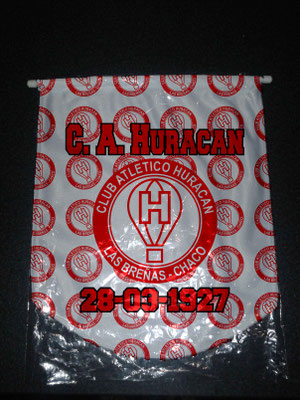 C. A. HURACAN
CLUB ATLETICO HURACAN
H
LAS BREÑAS - CHACO
28-03-1927